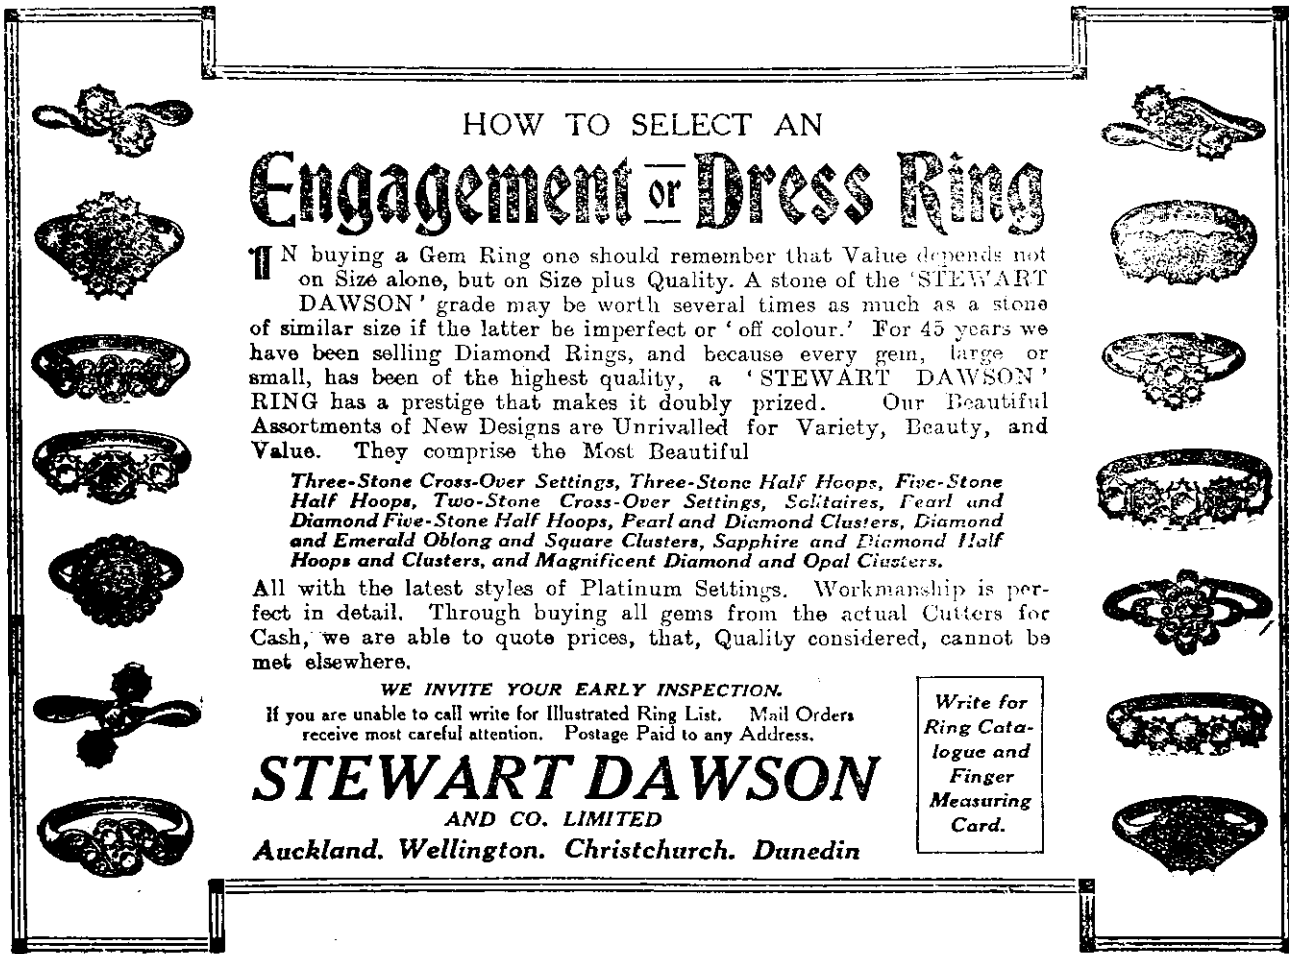 HOW TO SELECT AN
Engagement or Dress Ring
IN buying a Gem Ring one should remember that Value depends not
on Size alone, but on Size plus Quality. A stone of the 'STEWART
DAWSON' grade may be worth several times as much as a stone
of similar size if the latter be imperfect or 'off colour.' For 45 years we
have been selling Diamond Rings, and because every gem, large or
small, has been of the highest quality, a 'STEWART DAWSON'
RING has a prestige that makes it doubly prized. Our Beautiful
Assortments of New Designs are Unrivalled for Variety, Beauty, and
Value. They comprise the Most Beautiful
Three-Stone Cross-Over Settings, Three-Stone Half Hoops, Five-Stone
Half Hoops, Two-Stone Cross-Over Settings, Solitaires, Pearl and
Diamond Five-Stone Half Hoops, Pearl and Diamond Clusters, Diamond
and Emerald Oblong and Square Clusters, Sapphire and Diamond Half
Hoops and Clusters, and Magnificent Diamond and Opal Clusters.
All with the latest styles of Platinum Settings. Workmanship is per-
fect in detail. Through buying all gems from the actual Cutters for
Cash, we are able to quote prices, that, Quality considered, cannot be
met elsewhere.
WE INVITE YOUR EARLY INSPECTION.
If you are unable to call write for Illustrated Ring List. Mail Orders
receive most careful attention. Postage Paid to any Address.
STEWART DAWSON
AND CO. LIMITED
Auckland. Wellington. Christchurch. Dunedin
Write for
Ring Cata-
logue and
Finger
Measuring
Card.